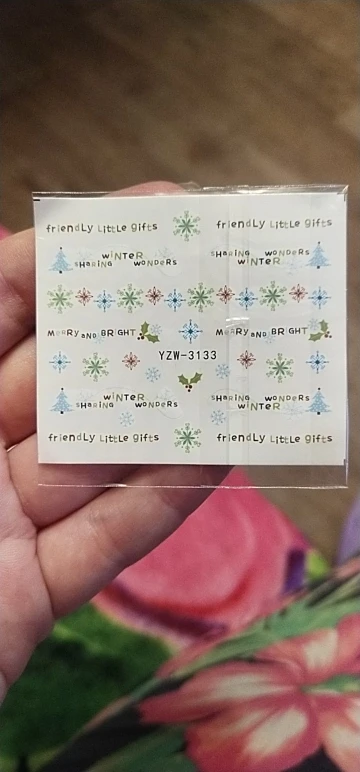 friendLy LittLe gifts friendLy LittLe gifts
wiNteR
sHaRiNG woNDeRs
sHaRiNG woNDeRs
wiNteR
MeRRy aND BRiGHT MeRRy aND BRiGHT
YZW-3133
wiNteR
sHaRiNG woNDeRs
sHaRiNG woNDeRs
wiNteR
friendLy LittLe gifts friendLy LittLe gifts